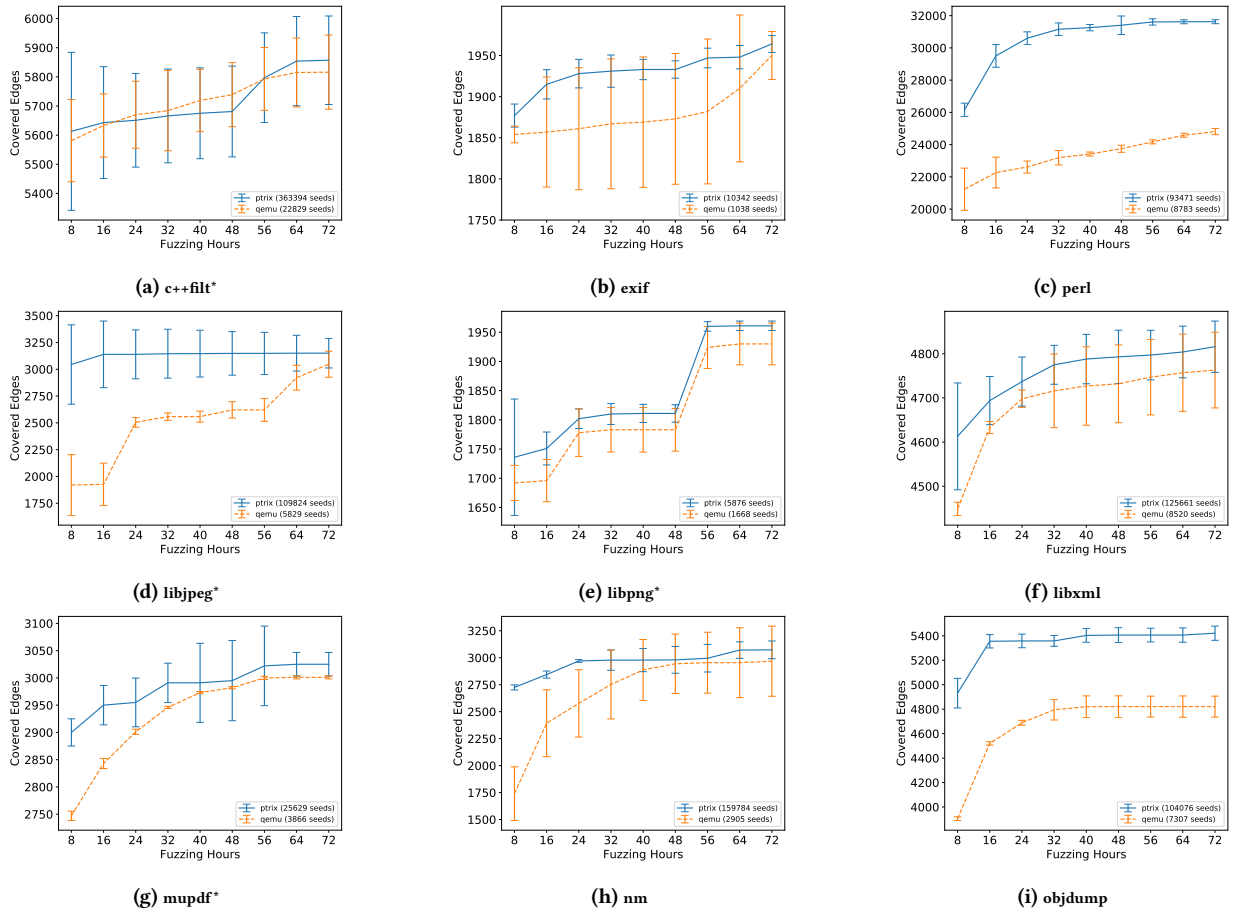 6000
5900
5800
5700
5600
5500
5400
Covered Edges
8 16 24 32 40 48 56 64 72
Fuzzing Hours
ptrix (363394 seeds)
qemu (22829 seeds)
(a) c++filt*
1950
1900
1850
1800
1750
Covered Edges
8 16 24 32 40 48 56 64 72
Fuzzing Hours
ptrix (10342 seeds)
qemu (1038 seeds)
(b) exif
32000
30000
28000
26000
24000
22000
20000
Covered Edges
8 16 24 32 40 48 56 64 72
Fuzzing Hours
ptrix (93471 seeds)
qemu (8783 seeds)
(c) perl
3500
3250
3000
2750
2500
2250
2000
1750
Covered Edges
8 16 24 32 40 48 56 64 72
Fuzzing Hours
ptrix (109824 seeds)
qemu (5829 seeds)
(d) libjpeg*
1950
1900
1850
1800
1750
1700
1650
Covered Edges
8 16 24 32 40 48 56 64 72
Fuzzing Hours
ptrix (5876 seeds)
qemu (1668 seeds)
(e) libpng*
4800
4700
4600
4500
Covered Edges
8 16 24 32 40 48 56 64 72
Fuzzing Hours
ptrix (125661 seeds)
qemu (8520 seeds)
(f) libxml
3100
3050
3000
2950
2900
2850
2800
2750
Covered Edges
8 16 24 32 40 48 56 64 72
Fuzzing Hours
ptrix (25629 seeds)
qemu (3866 seeds)
(g) mupdf*
3250
3000
2750
2500
2250
2000
1750
1500
Covered Edges
8 16 24 32 40 48 56 64 72
Fuzzing Hours
ptrix (159784 seeds)
qemu (2905 seeds)
(h) nm
5400
5200
5000
4800
4600
4400
4200
4000
Covered Edges
8 16 24 32 40 48 56 64 72
Fuzzing Hours
ptrix (104076 seeds)
qemu (7307 seeds)
(i) objdump